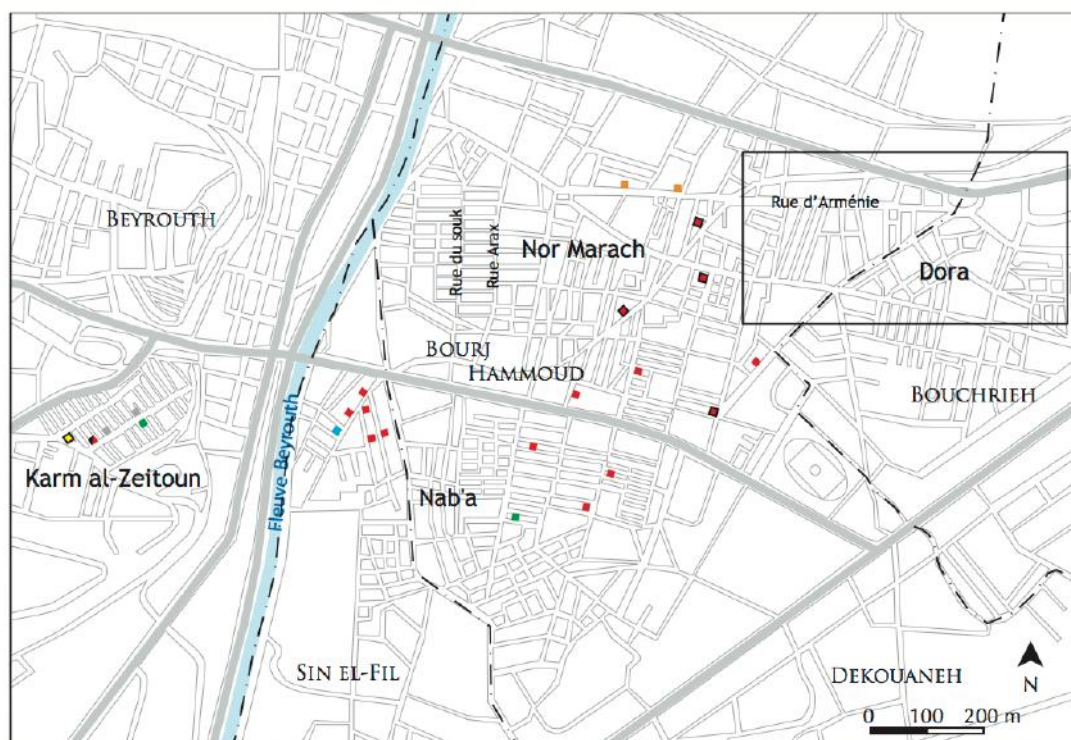 BEYROUTH
Rue d'Arménie
Rue du souk
Rue Arax
Nor Marach
Dora
BOURJ
HAMMOUD
BOUCHRIEH
Karm al-Zeitoun
Fleuve Beyrouth
Nab'a
SIN EL-FIL
DEKOUANEH
N
0 100 200 m